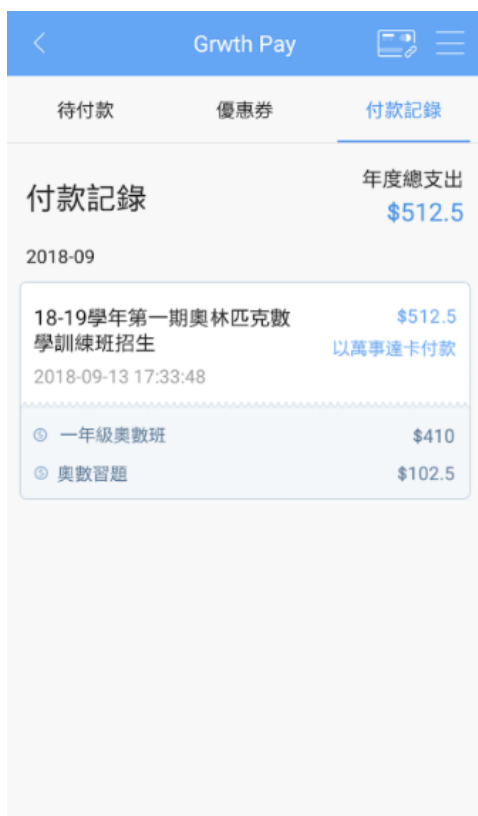 Grwth Pay
待付款 優惠券 付款記錄
付款記錄
年度總支出
$512.5
2018-09
18-19學年第一期奧林匹克數
學訓練班招生
$512.5
以萬事達卡付款
2018-09-13 17:33:48
一年級奧數班 $410
奧數習題 $102.5